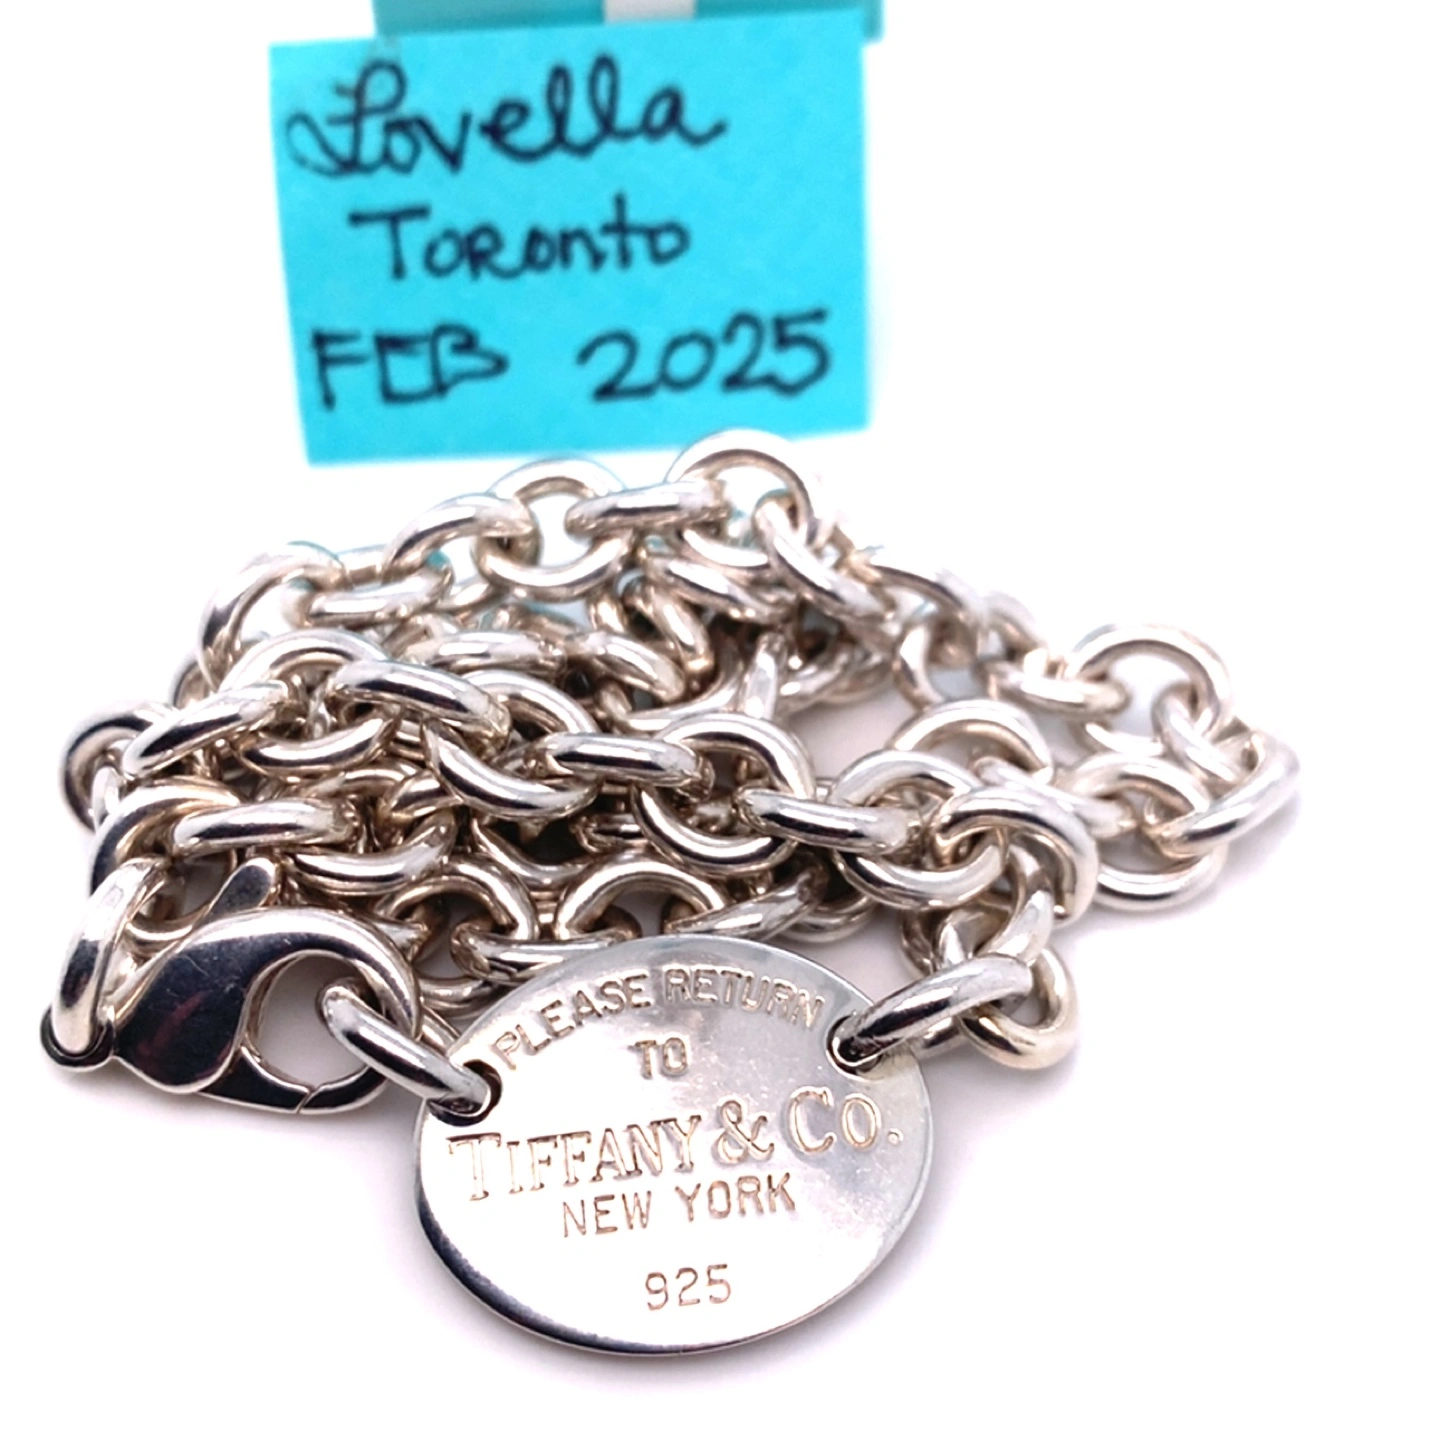 Lovella
Toronto
FEB 2025
PLEASE RETURN
TO
TIFFANY & CO.
NEW YORK
925